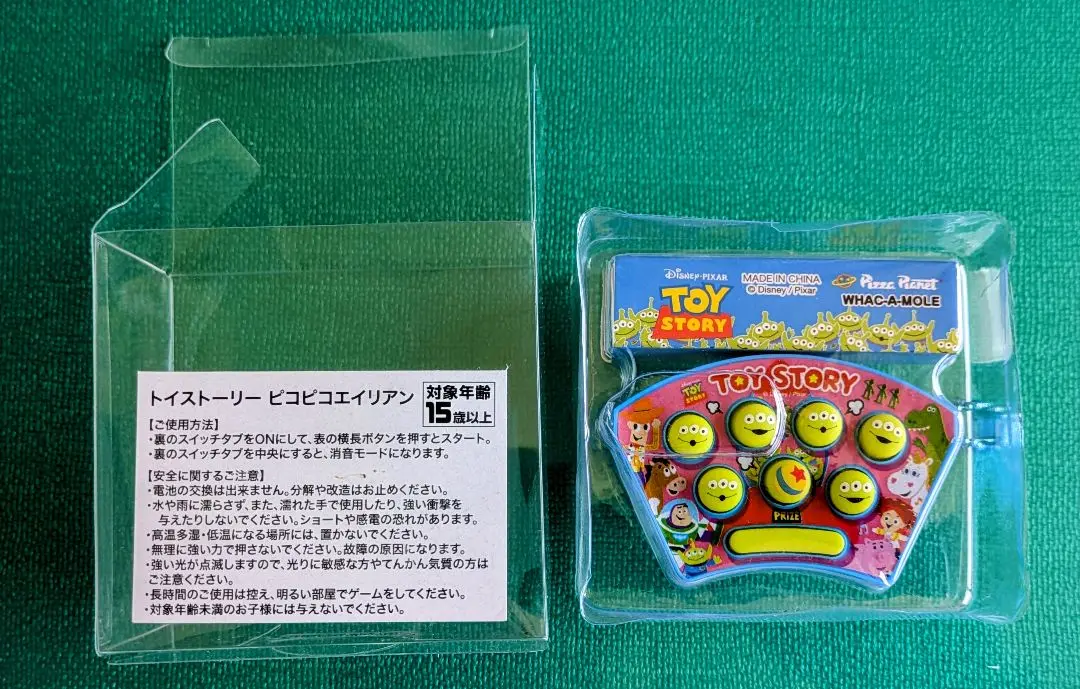 トイストーリー ピコピコエイリアン
対象年齢
15歳以上
【ご使用方法】
・裏のスイッチタブをONにして、表の横長ボタンを押すとスタート。
・裏のスイッチタブを中央にすると、消音モードになります。
【安全に関するご注意】
・電池の交換は出来ません。分解や改造はお止めください。
・水や雨に濡らさず、また、濡れた手で使用したり、強い衝撃を
与えたりしないでください。ショートや感電の恐れがあります。
・高温多湿・低温になる場所には、置かないでください。
・無理に強い力で押さないでください。故障の原因になります。
・強い光が点滅しますので、光りに敏感な方やてんかん気質の方は
ご注意ください。
・長時間のご使用は控え、明るい部屋でゲームをしてください。
・対象年齢未満のお子様には与えないでください。
Disney・PIXAR
TOY
STORY
MADE IN CHINA
© Disney / Pixar
Pizza Planet
WHAC-A-MOLE
TOY
STORY
TOY STORY
© Disney / Pixar
PRIZE